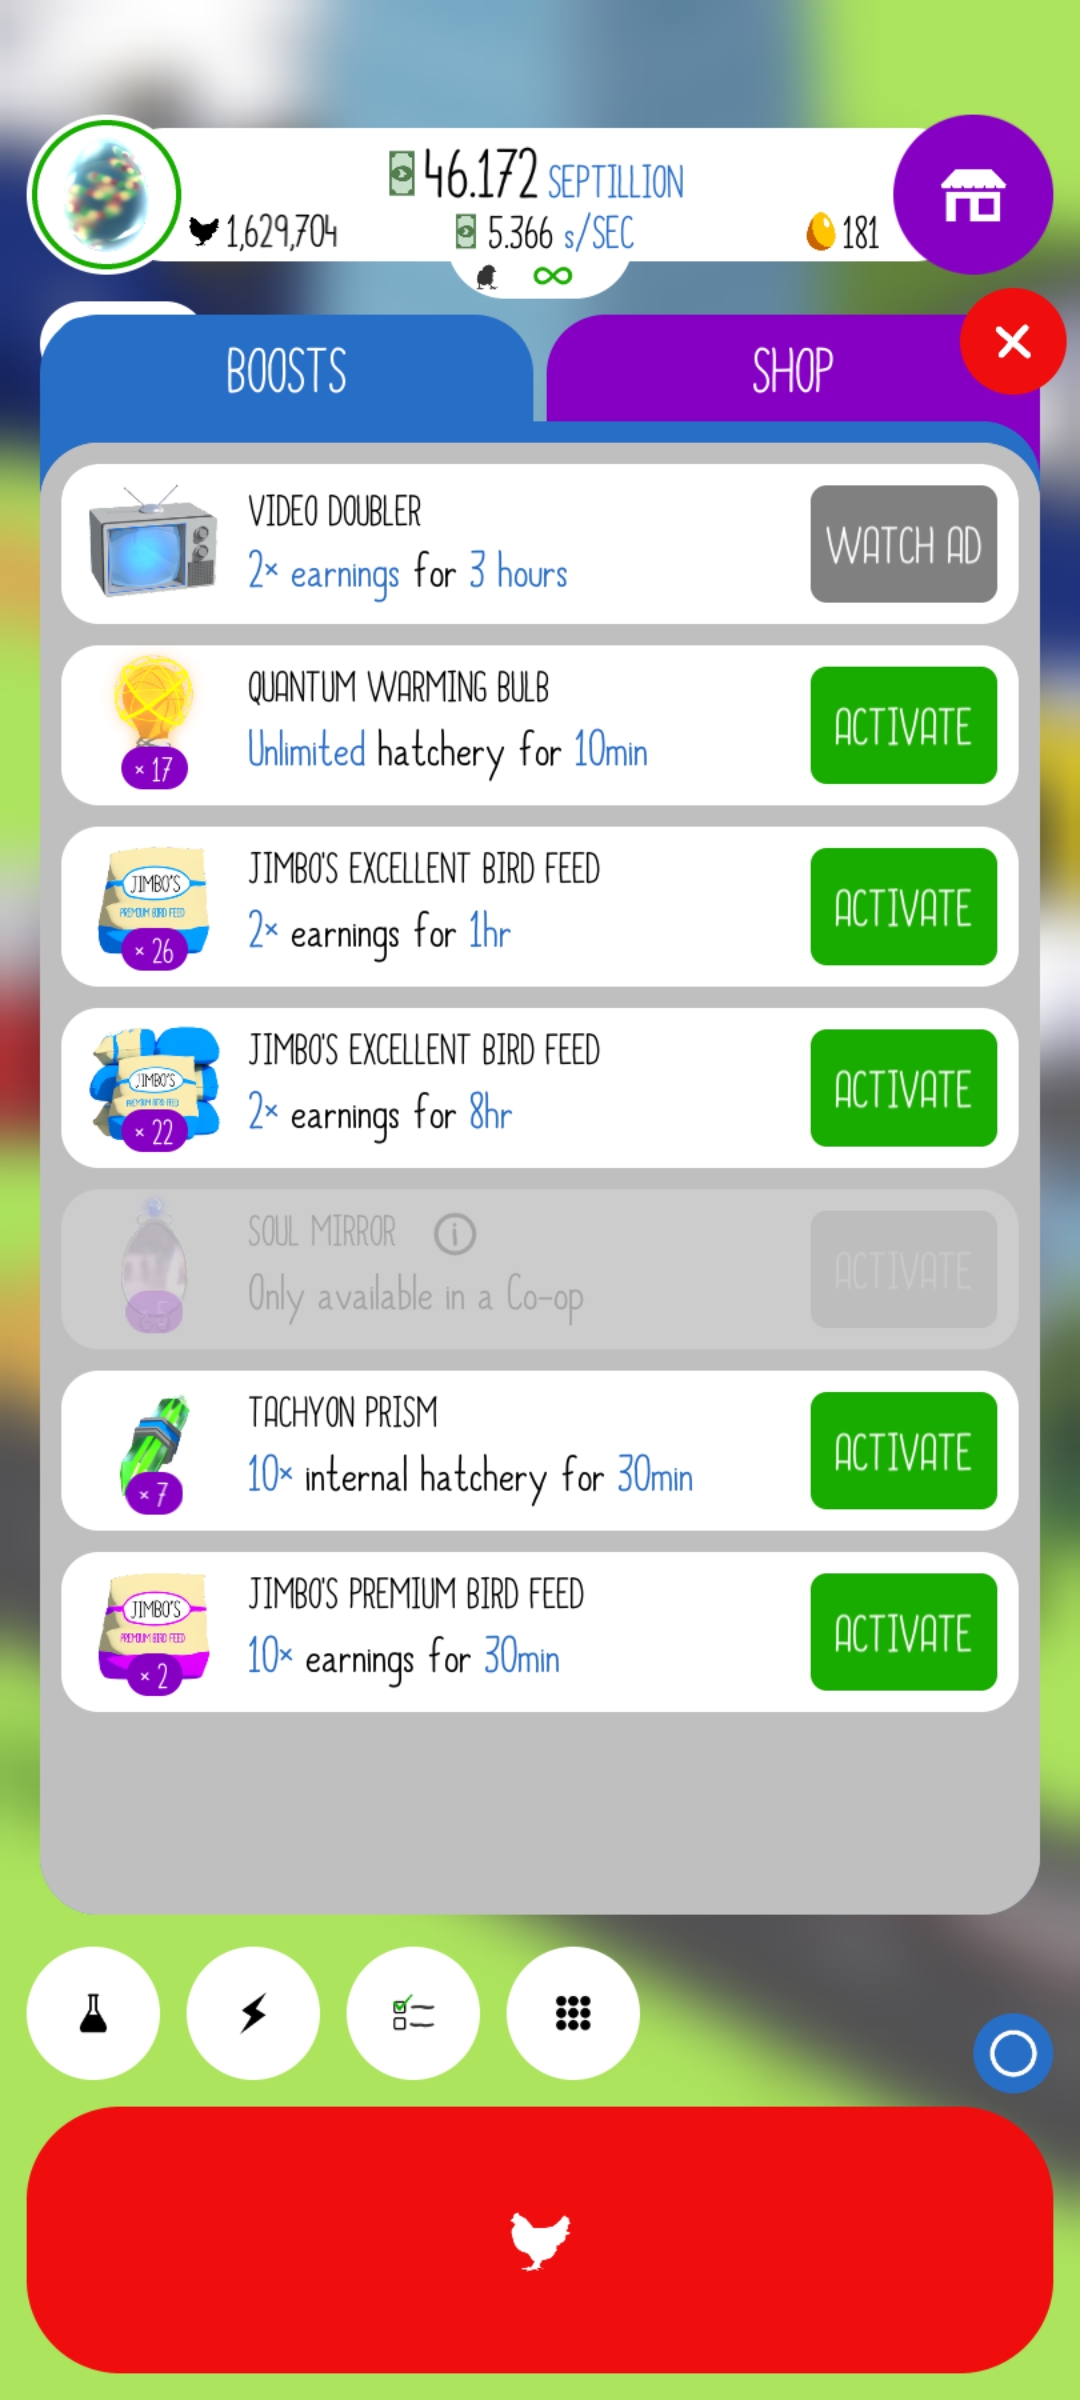 46.172 SEPTILLION
1,629,704
5.366 s/SEC
181
∞
BOOSTS
SHOP
VIDEO DOUBLER
2× earnings for 3 hours
WATCH AD
QUANTUM WARMING BULB
Unlimited hatchery for 10min
× 17
ACTIVATE
JIMBO'S EXCELLENT BIRD FEED
2× earnings for 1hr
JIMBO'S
PREMIUM BIRD FEED
× 26
ACTIVATE
JIMBO'S EXCELLENT BIRD FEED
2× earnings for 8hr
JIMBO'S
PREMIUM BIRD FEED
× 22
ACTIVATE
SOUL MIRROR i
Only available in a Co-op
ACTIVATE
TACHYON PRISM
10× internal hatchery for 30min
× 7
ACTIVATE
JIMBO'S PREMIUM BIRD FEED
10× earnings for 30min
JIMBO'S
PREMIUM BIRD FEED
× 2
ACTIVATE